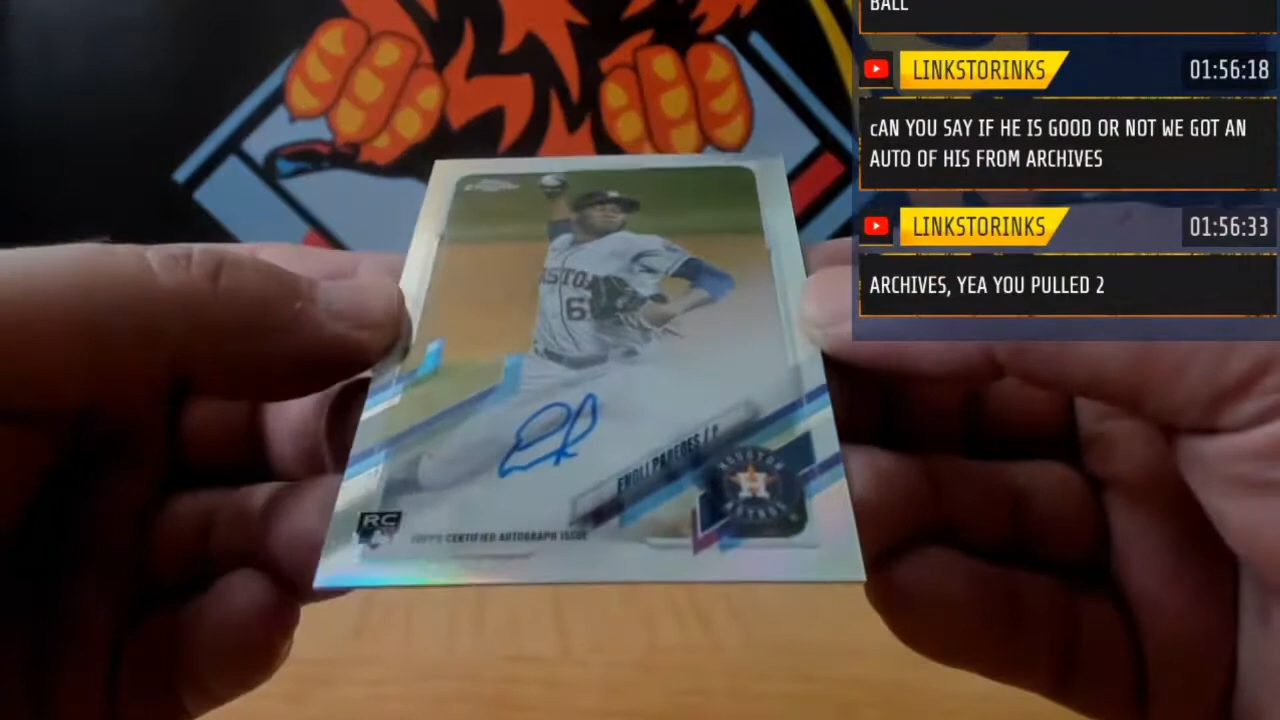 BALL
LINKSTORINKS
01:56:18
cAN YOU SAY IF HE IS GOOD OR NOT WE GOT AN
AUTO OF HIS FROM ARCHIVES
LINKSTORINKS
01:56:33
ARCHIVES, YEA YOU PULLED 2
ENOLI PAREDES / P
HOUSTON
ASTROS
RC
TOPPS CERTIFIED AUTOGRAPH ISSUE